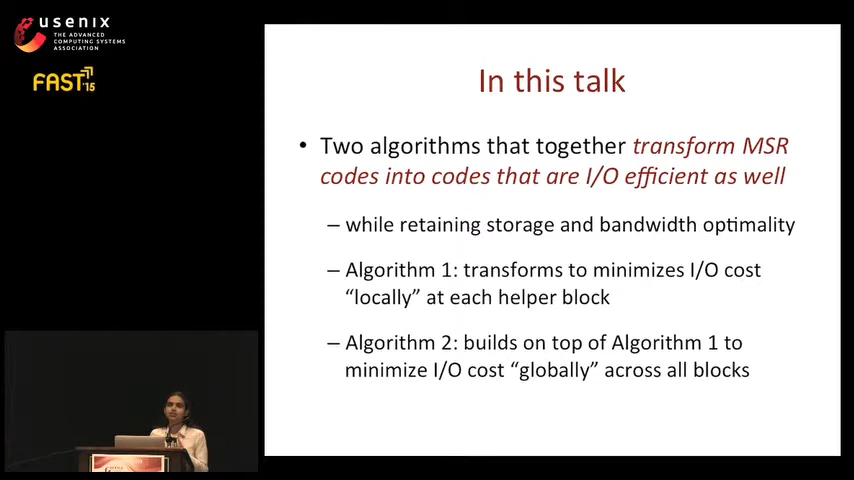 usenix
THE ADVANCED
COMPUTING SYSTEMS
ASSOCIATION
FAST '15
In this talk
• Two algorithms that together transform MSR
codes into codes that are I/O efficient as well
– while retaining storage and bandwidth optimality
– Algorithm 1: transforms to minimizes I/O cost
“locally” at each helper block
– Algorithm 2: builds on top of Algorithm 1 to
minimize I/O cost “globally” across all blocks